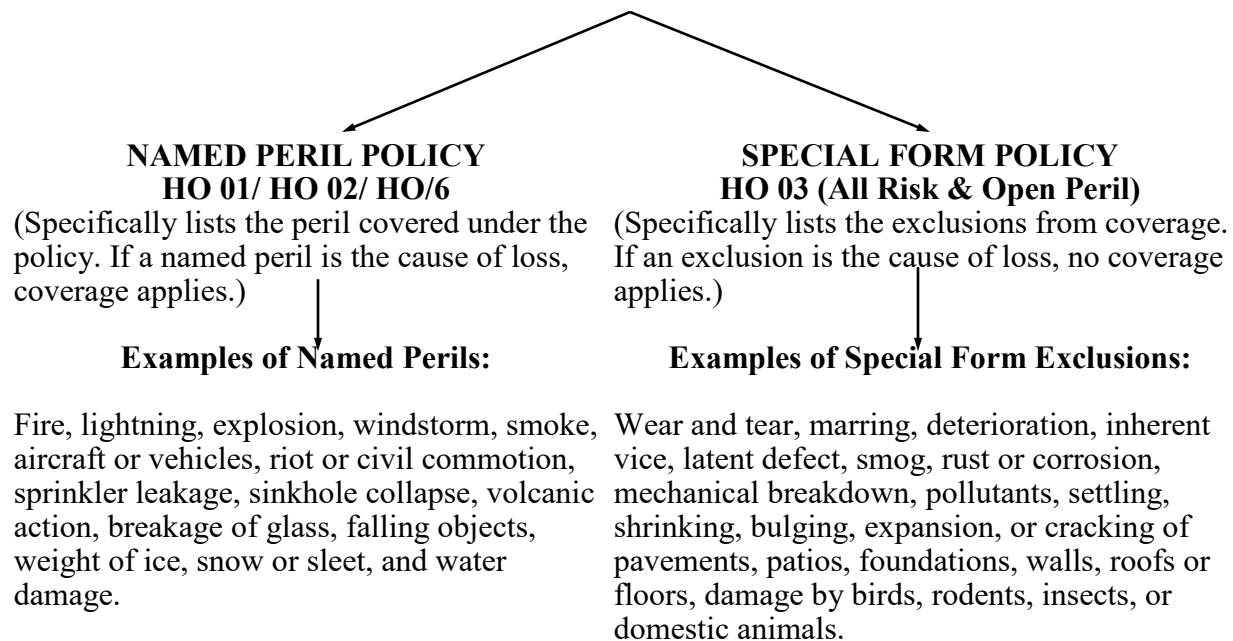 NAMED PERIL POLICY
HO 01/ HO 02/ HO/6
(Specifically lists the peril covered under the
policy. If a named peril is the cause of loss,
coverage applies.)
Examples of Named Perils:
Fire, lightning, explosion, windstorm, smoke,
aircraft or vehicles, riot or civil commotion,
sprinkler leakage, sinkhole collapse, volcanic
action, breakage of glass, falling objects,
weight of ice, snow or sleet, and water
damage.
SPECIAL FORM POLICY
HO 03 (All Risk & Open Peril)
(Specifically lists the exclusions from coverage.
If an exclusion is the cause of loss, no coverage
applies.)
Examples of Special Form Exclusions:
Wear and tear, marring, deterioration, inherent
vice, latent defect, smog, rust or corrosion,
mechanical breakdown, pollutants, settling,
shrinking, bulging, expansion, or cracking of
pavements, patios, foundations, walls, roofs or
floors, damage by birds, rodents, insects, or
domestic animals.